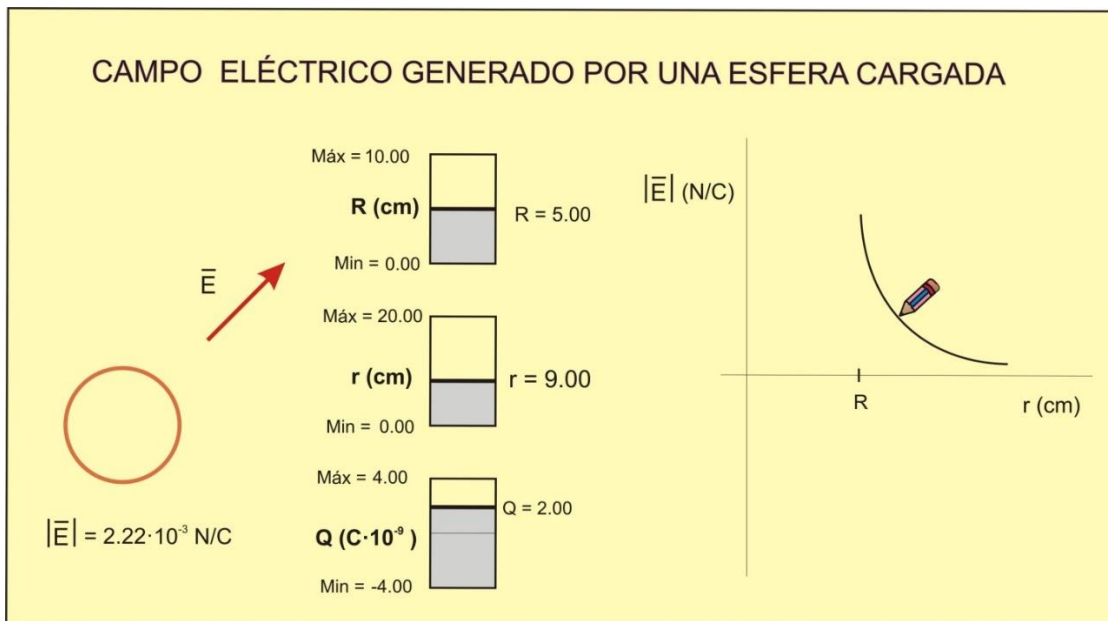 CAMPO ELÉCTRICO GENERADO POR UNA ESFERA CARGADA
Máx = 10.00
R (cm)
R = 5.00
Min = 0.00
E̅
Máx = 20.00
r (cm)
r = 9.00
Min = 0.00
Máx = 4.00
Q = 2.00
Q (C·10⁻⁹ )
Min = -4.00
|E̅| = 2.22·10⁻³ N/C
|E̅| (N/C)
R
r (cm)